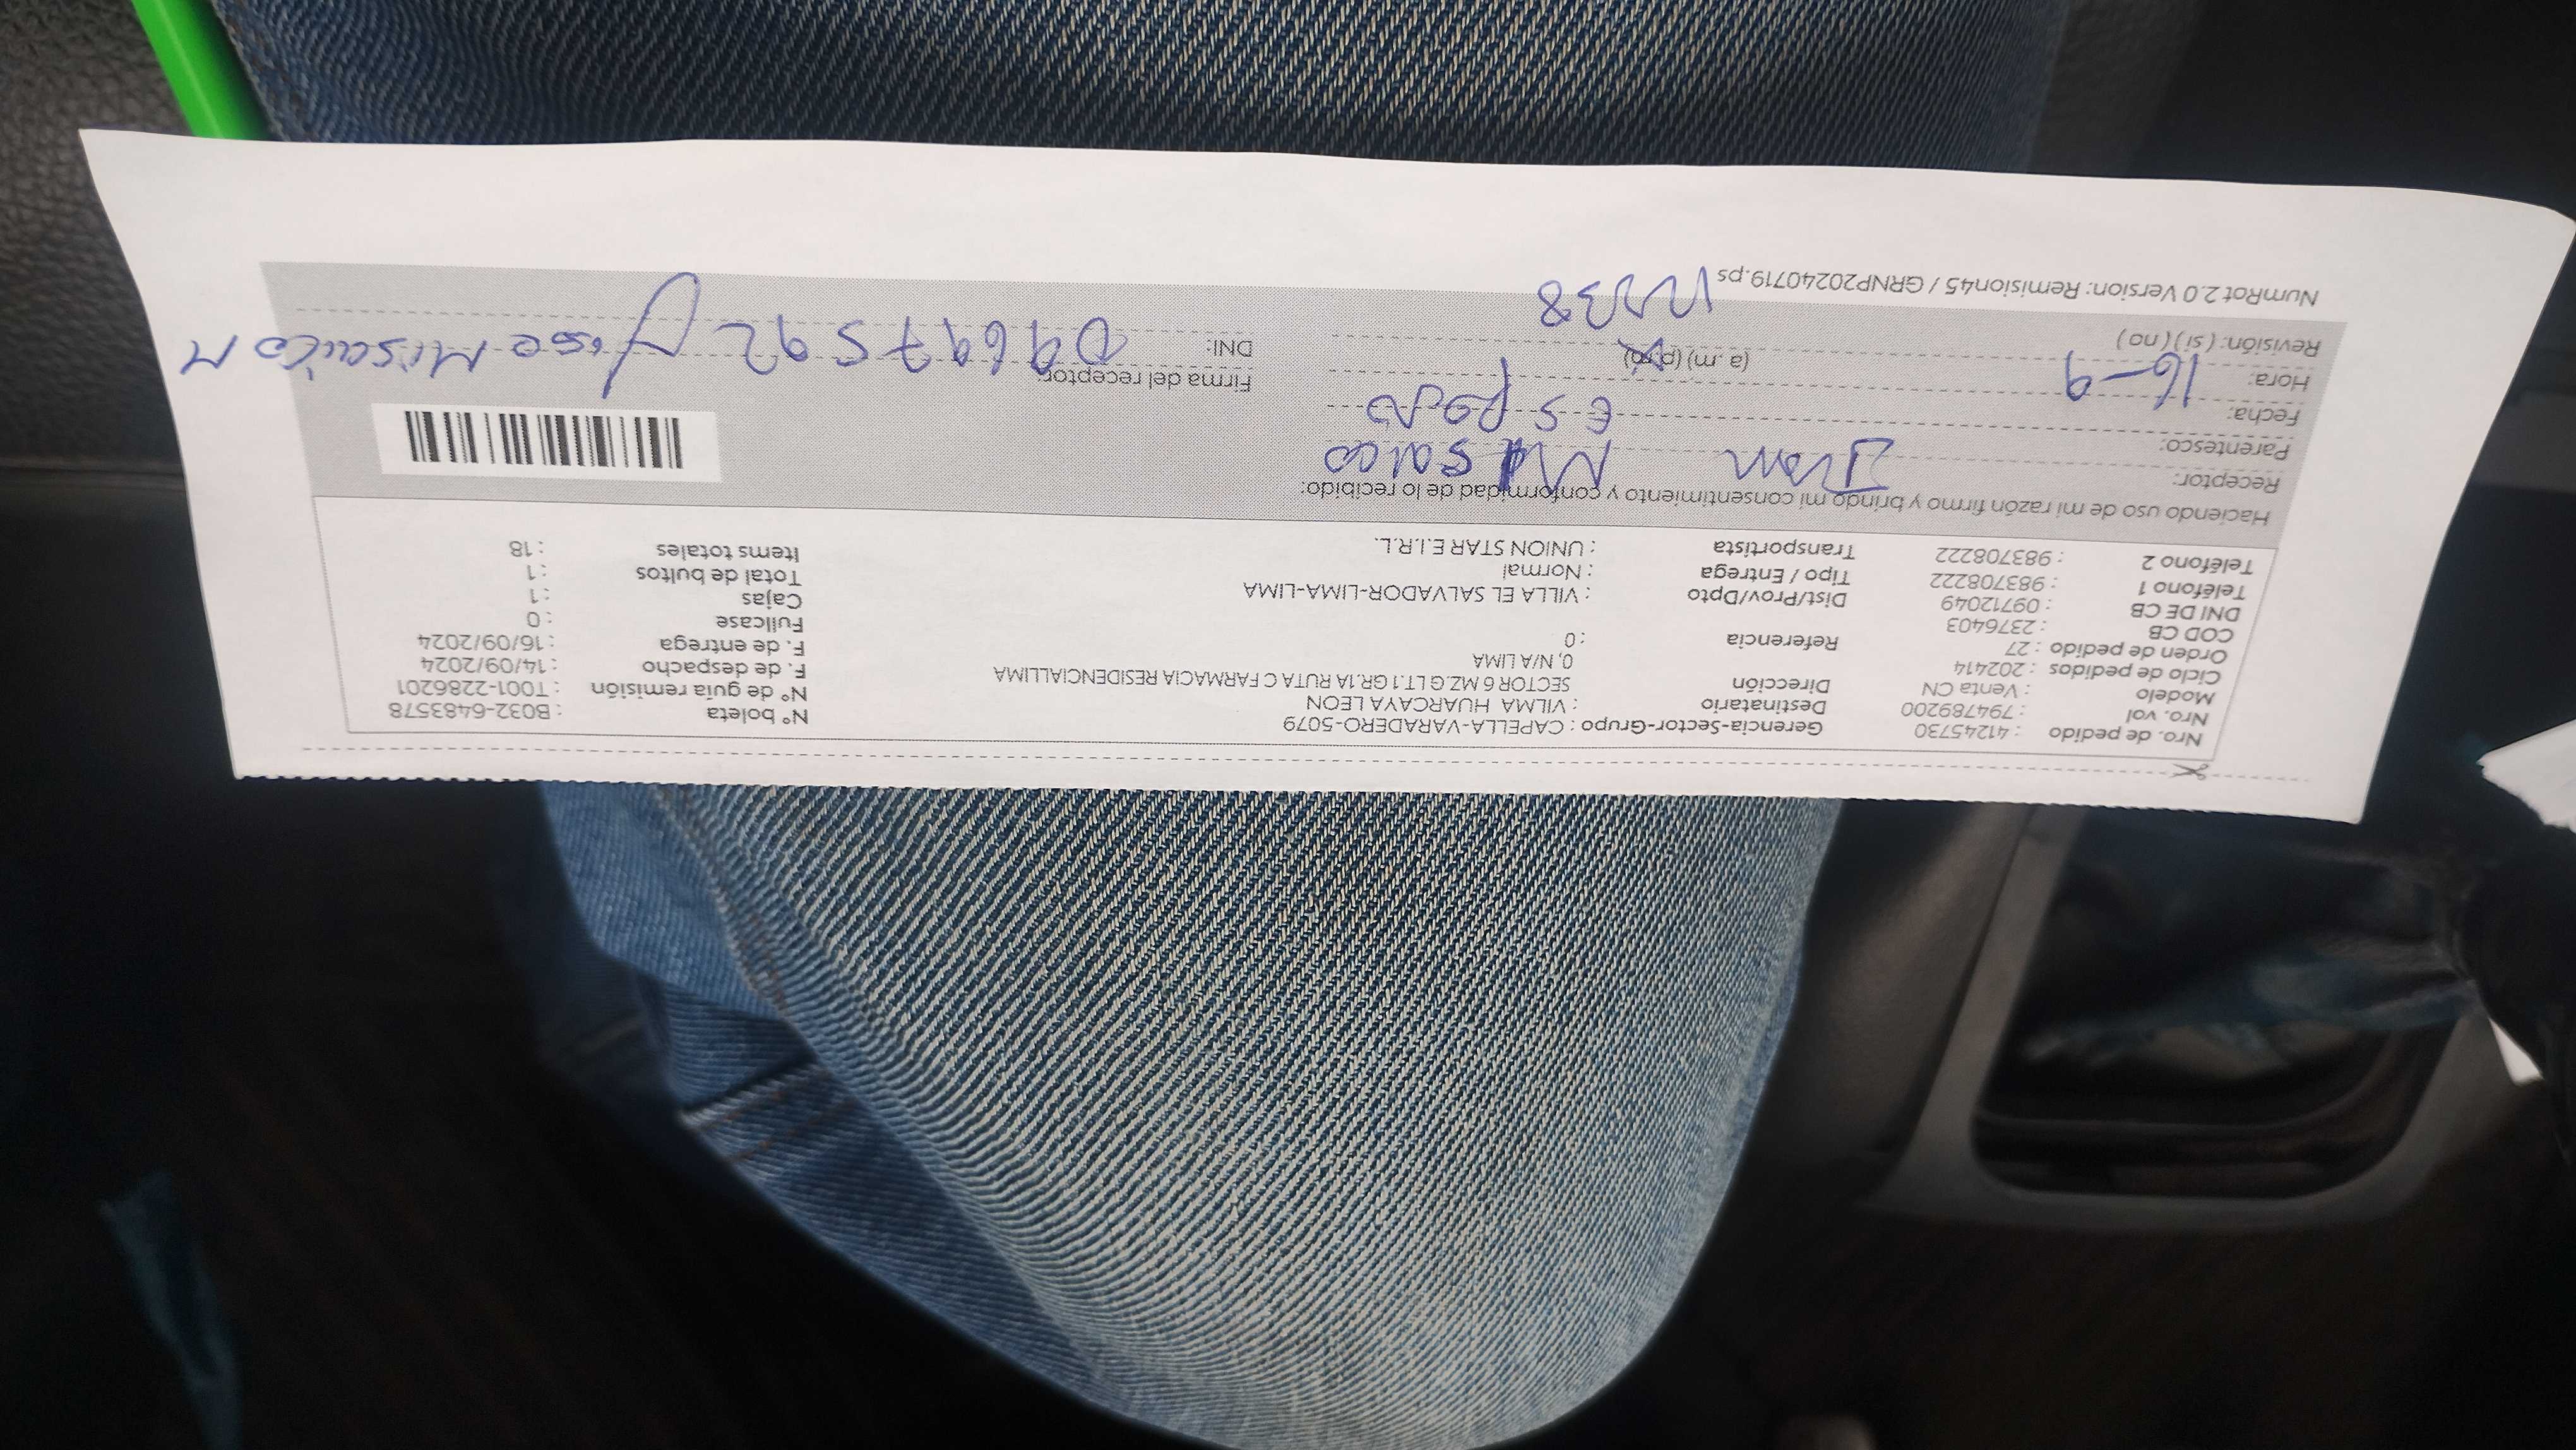 Nro. de pedido : 41245730 Gerencia-Sector-Grupo : CAPELLA-VARADERO-5079 N° boleta : B032-6483578
Nro. vol : 794789200 Destinatario : VILMA HUARCAYA LEON N° de guía remisión : T001-2286201
Modelo : Venta CN Dirección SECTOR 6 MZ.G LT.1 GR.1A RUTA C FARMACIA RESIDENCIALLIMA F. de despacho : 14/09/2024
Ciclo de pedidos : 202414 0, N/A LIMA F. de entrega : 16/09/2024
Orden de pedido : 27 Referencia : 0 Fullcase : 0
COD CB : 2376403 Cajas : 1
DNI DE CB : 09712049 Dist/Prov/Dpto : VILLA EL SALVADOR-LIMA-LIMA Total de bultos : 1
Teléfono 1 : 983708222 Tipo / Entrega : Normal Items totales : 18
Teléfono 2 : 983708222 Transportista : UNION STAR E.I.R.L.
Haciendo uso de mi razón firmo y brindo mi consentimiento y conformidad de lo recibido:
Receptor:
Parentesco: Esposo
Fecha: 16-9 Firma del receptor:
Hora: (a.m) (p.m) DNI: 09697592
Revisión: (si) (no)
NumRot 2.0 Version: Remision45 / GRNP20240719.ps